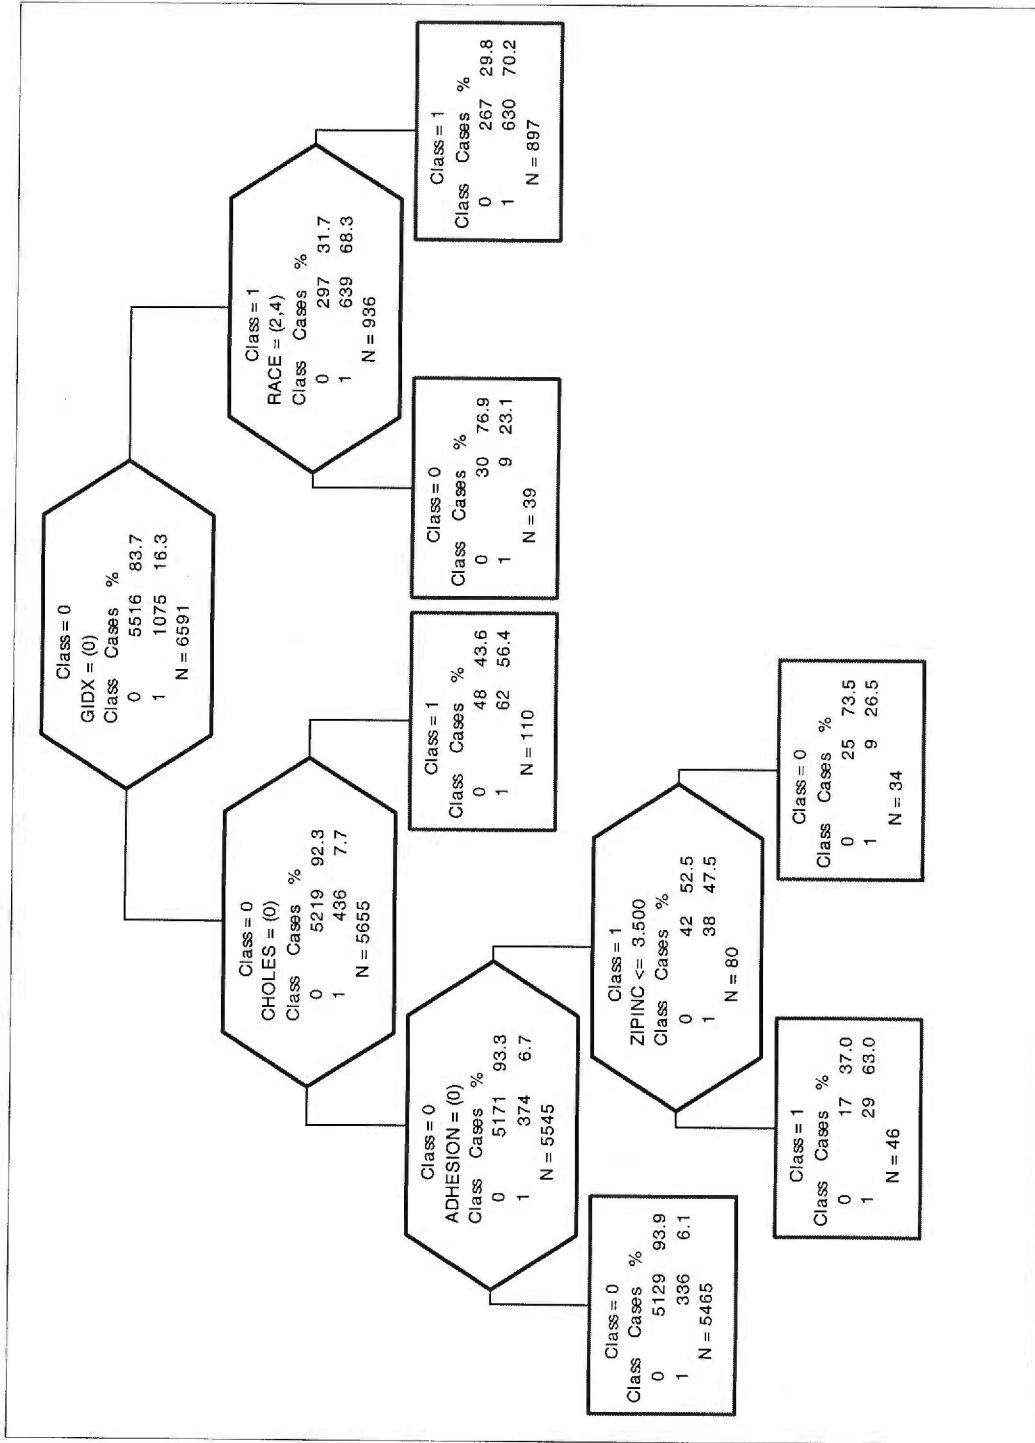 Class = 0
GIDX = (0)
Class Cases %
0 5516 83.7
1 1075 16.3
N = 6591
Class = 0
CHOLES = (0)
Class Cases %
0 5219 92.3
1 436 7.7
N = 5655
Class = 1
RACE = (2,4)
Class Cases %
0 297 31.7
1 639 68.3
N = 936
Class = 0
ADHESION = (0)
Class Cases %
0 5171 93.3
1 374 6.7
N = 5545
Class = 1
Class Cases %
0 48 43.6
1 62 56.4
N = 110
Class = 0
Class Cases %
0 30 76.9
1 9 23.1
N = 39
Class = 1
Class Cases %
0 267 29.8
1 630 70.2
N = 897
Class = 0
Class Cases %
0 5129 93.9
1 336 6.1
N = 5465
Class = 1
ZIPINC <= 3.500
Class Cases %
0 42 52.5
1 38 47.5
N = 80
Class = 1
Class Cases %
0 17 37.0
1 29 63.0
N = 46
Class = 0
Class Cases %
0 25 73.5
1 9 26.5
N = 34